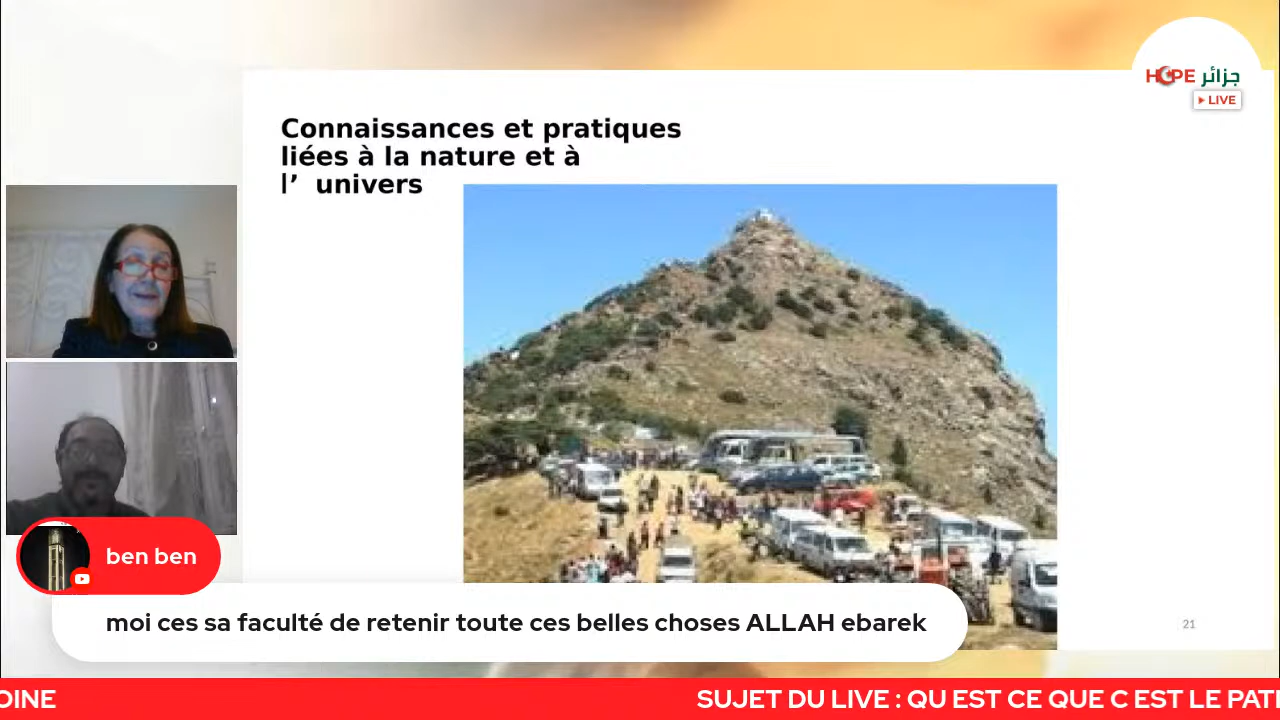 HOPE جزائر
LIVE
Connaissances et pratiques
liées à la nature et à
l’ univers
ben ben
moi ces sa faculté de retenir toute ces belles choses ALLAH ebarek
21
OINE SUJET DU LIVE : QU EST CE QUE C EST LE PATI